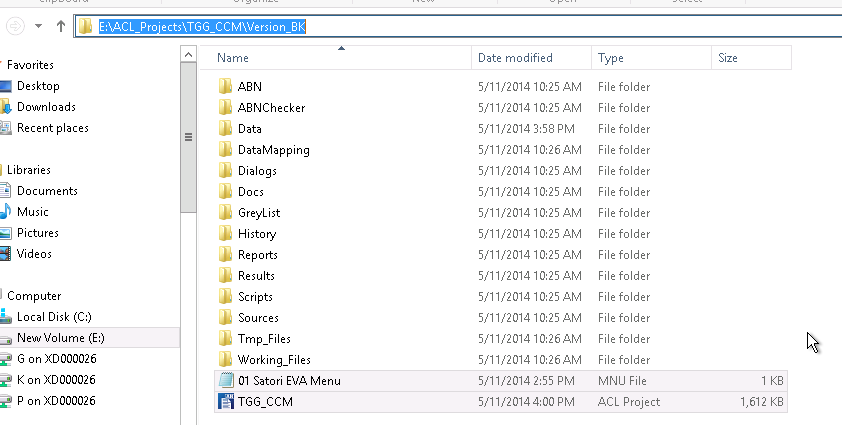 E:\ACL_Projects\TGG_CCM\Version_BK
Name Date modified Type Size
Favorites
Desktop
Downloads
Recent places
Libraries
Documents
Music
Pictures
Videos
Computer
Local Disk (C:)
New Volume (E:)
G on XD000026
K on XD000026
P on XD000026
ABN 5/11/2014 10:25 AM File folder
ABNChecker 5/11/2014 10:25 AM File folder
Data 5/11/2014 3:58 PM File folder
DataMapping 5/11/2014 10:26 AM File folder
Dialogs 5/11/2014 10:25 AM File folder
Docs 5/11/2014 10:25 AM File folder
GreyList 5/11/2014 10:25 AM File folder
History 5/11/2014 10:25 AM File folder
Reports 5/11/2014 10:25 AM File folder
Results 5/11/2014 10:25 AM File folder
Scripts 5/11/2014 10:25 AM File folder
Sources 5/11/2014 10:25 AM File folder
Tmp_Files 5/11/2014 10:26 AM File folder
Working_Files 5/11/2014 10:26 AM File folder
01 Satori EVA Menu 5/11/2014 2:55 PM MNU File 1 KB
TGG_CCM 5/11/2014 4:00 PM ACL Project 1,612 KB